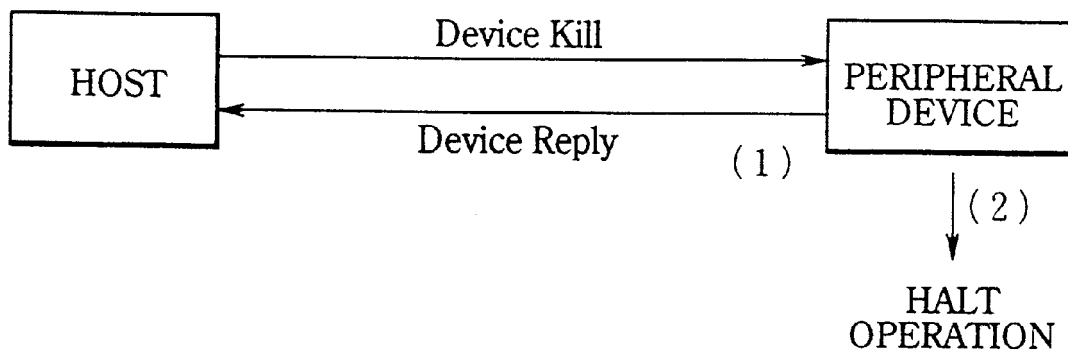 Device Kill
HOST
PERIPHERAL
DEVICE
Device Reply
(1)
(2)
HALT
OPERATION